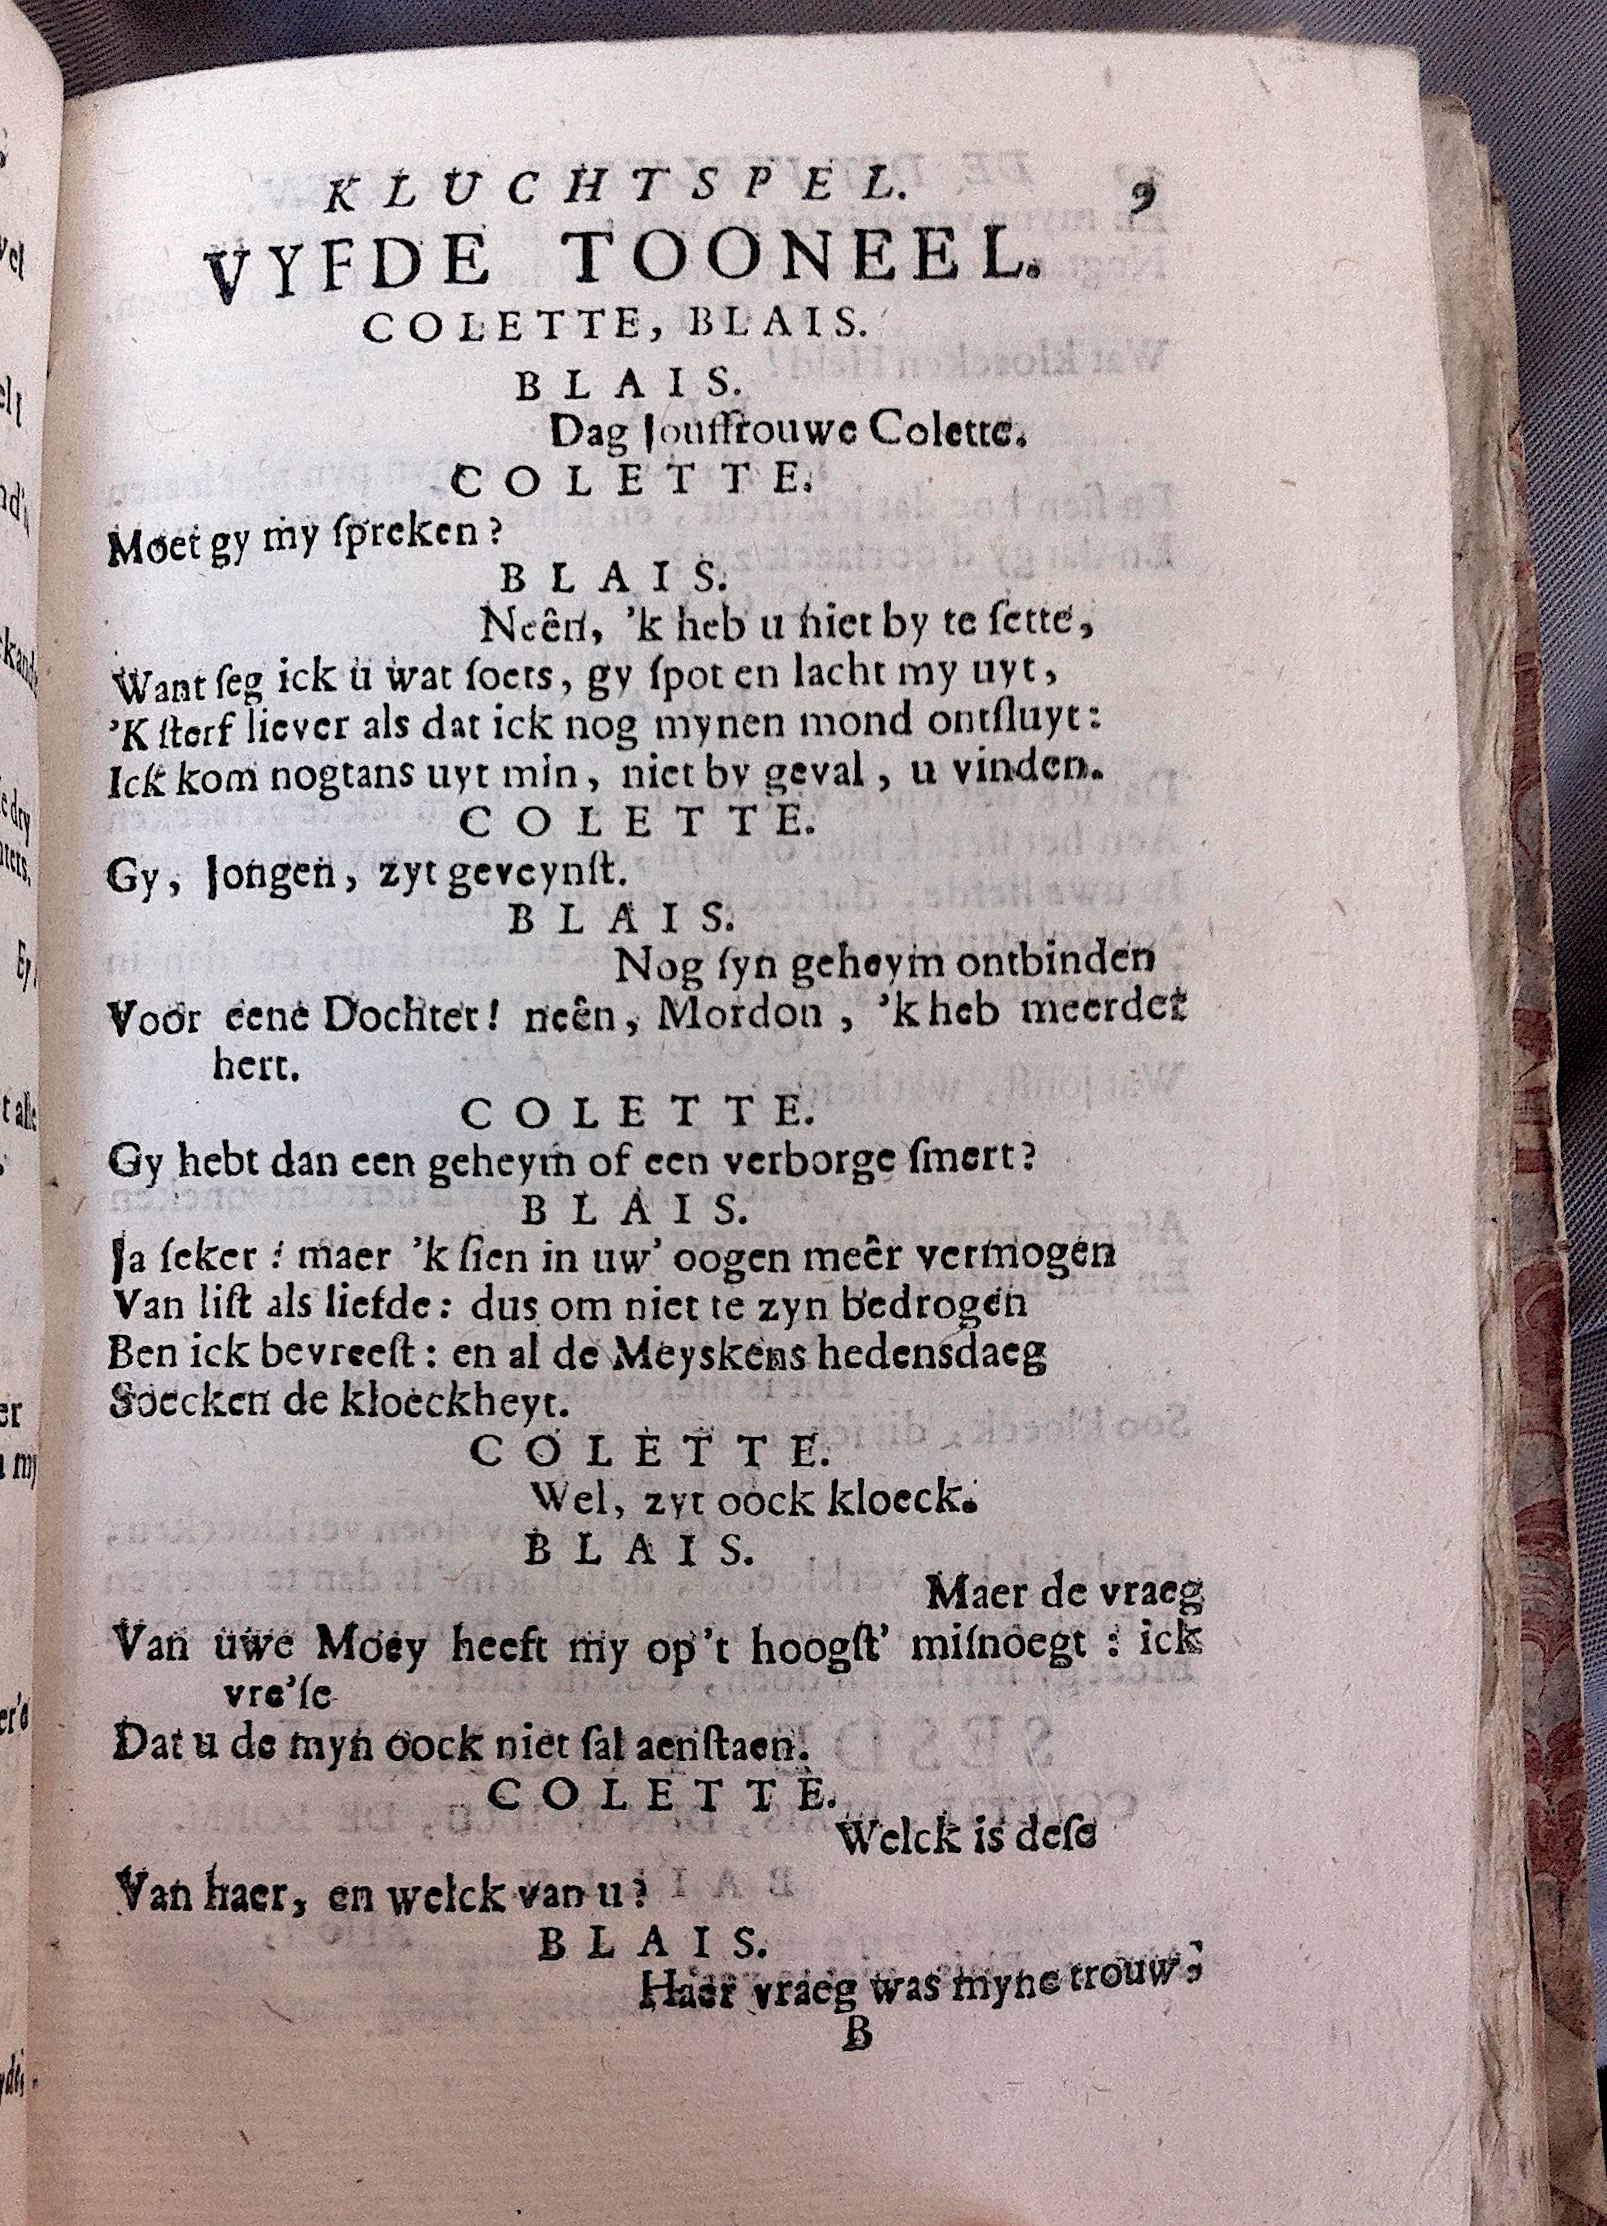 KLUCHTSPEL. 9
VYFDE TOONEEL.
COLETTE, BLAIS.
BLAIS.
Dag Jouffrouwe Colette.
COLETTE.
Moet gy my ſpreken?
BLAIS.
Neên, 'k heb u niet by te ſette,
Want ſeg ick u wat ſoets, gy ſpot en lacht my uyt,
'K ſterf liever als dat ick nog mynen mond ontſluyt:
Ick kom nogtans uyt min, niet by geval, u vinden.
COLETTE.
Gy, Jongen, zyt geveynſt.
BLAIS.
Nog ſyn geheym ontbinden
Voor eene Dochter! neên, Mordon, 'k heb meerder
hert.
COLETTE.
Gy hebt dan een geheym of een verborge ſmert?
BLAIS.
Ja ſeker: maer 'k ſien in uw' oogen meêr vermogen
Van liſt als liefde: dus om niet te zyn bedrogen
Ben ick bevreeſt: en al de Meyskens hedensdaeg
Soecken de kloeckheyt.
COLETTE.
Wel, zyt oock kloeck.
BLAIS.
Maer de vraeg
Van uwe Moey heeft my op 't hoogſt' miſnoegt: ick
vre'ſe
Dat u de myn oock niet ſal aenſtaen.
COLETTE.
Welck is deſe
Van haer, en welck van u?
BLAIS.
Haer vraeg was myne trouw;
B